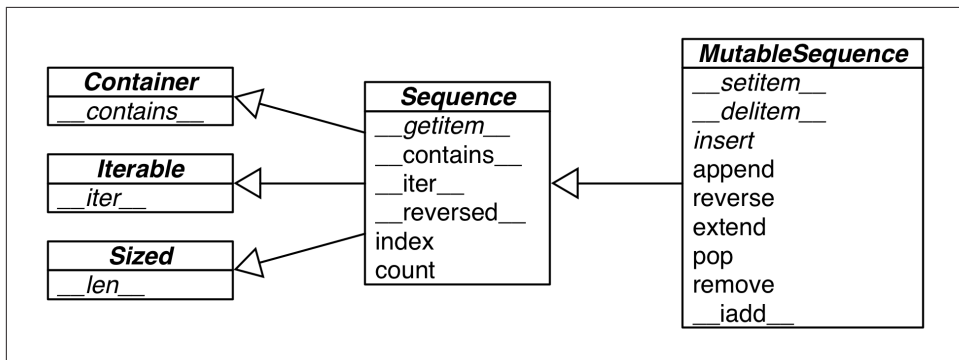 Container
__contains__
Iterable
__iter__
Sized
__len__
Sequence
__getitem__
__contains__
__iter__
__reversed__
index
count
MutableSequence
__setitem__
__delitem__
insert
append
reverse
extend
pop
remove
__iadd__